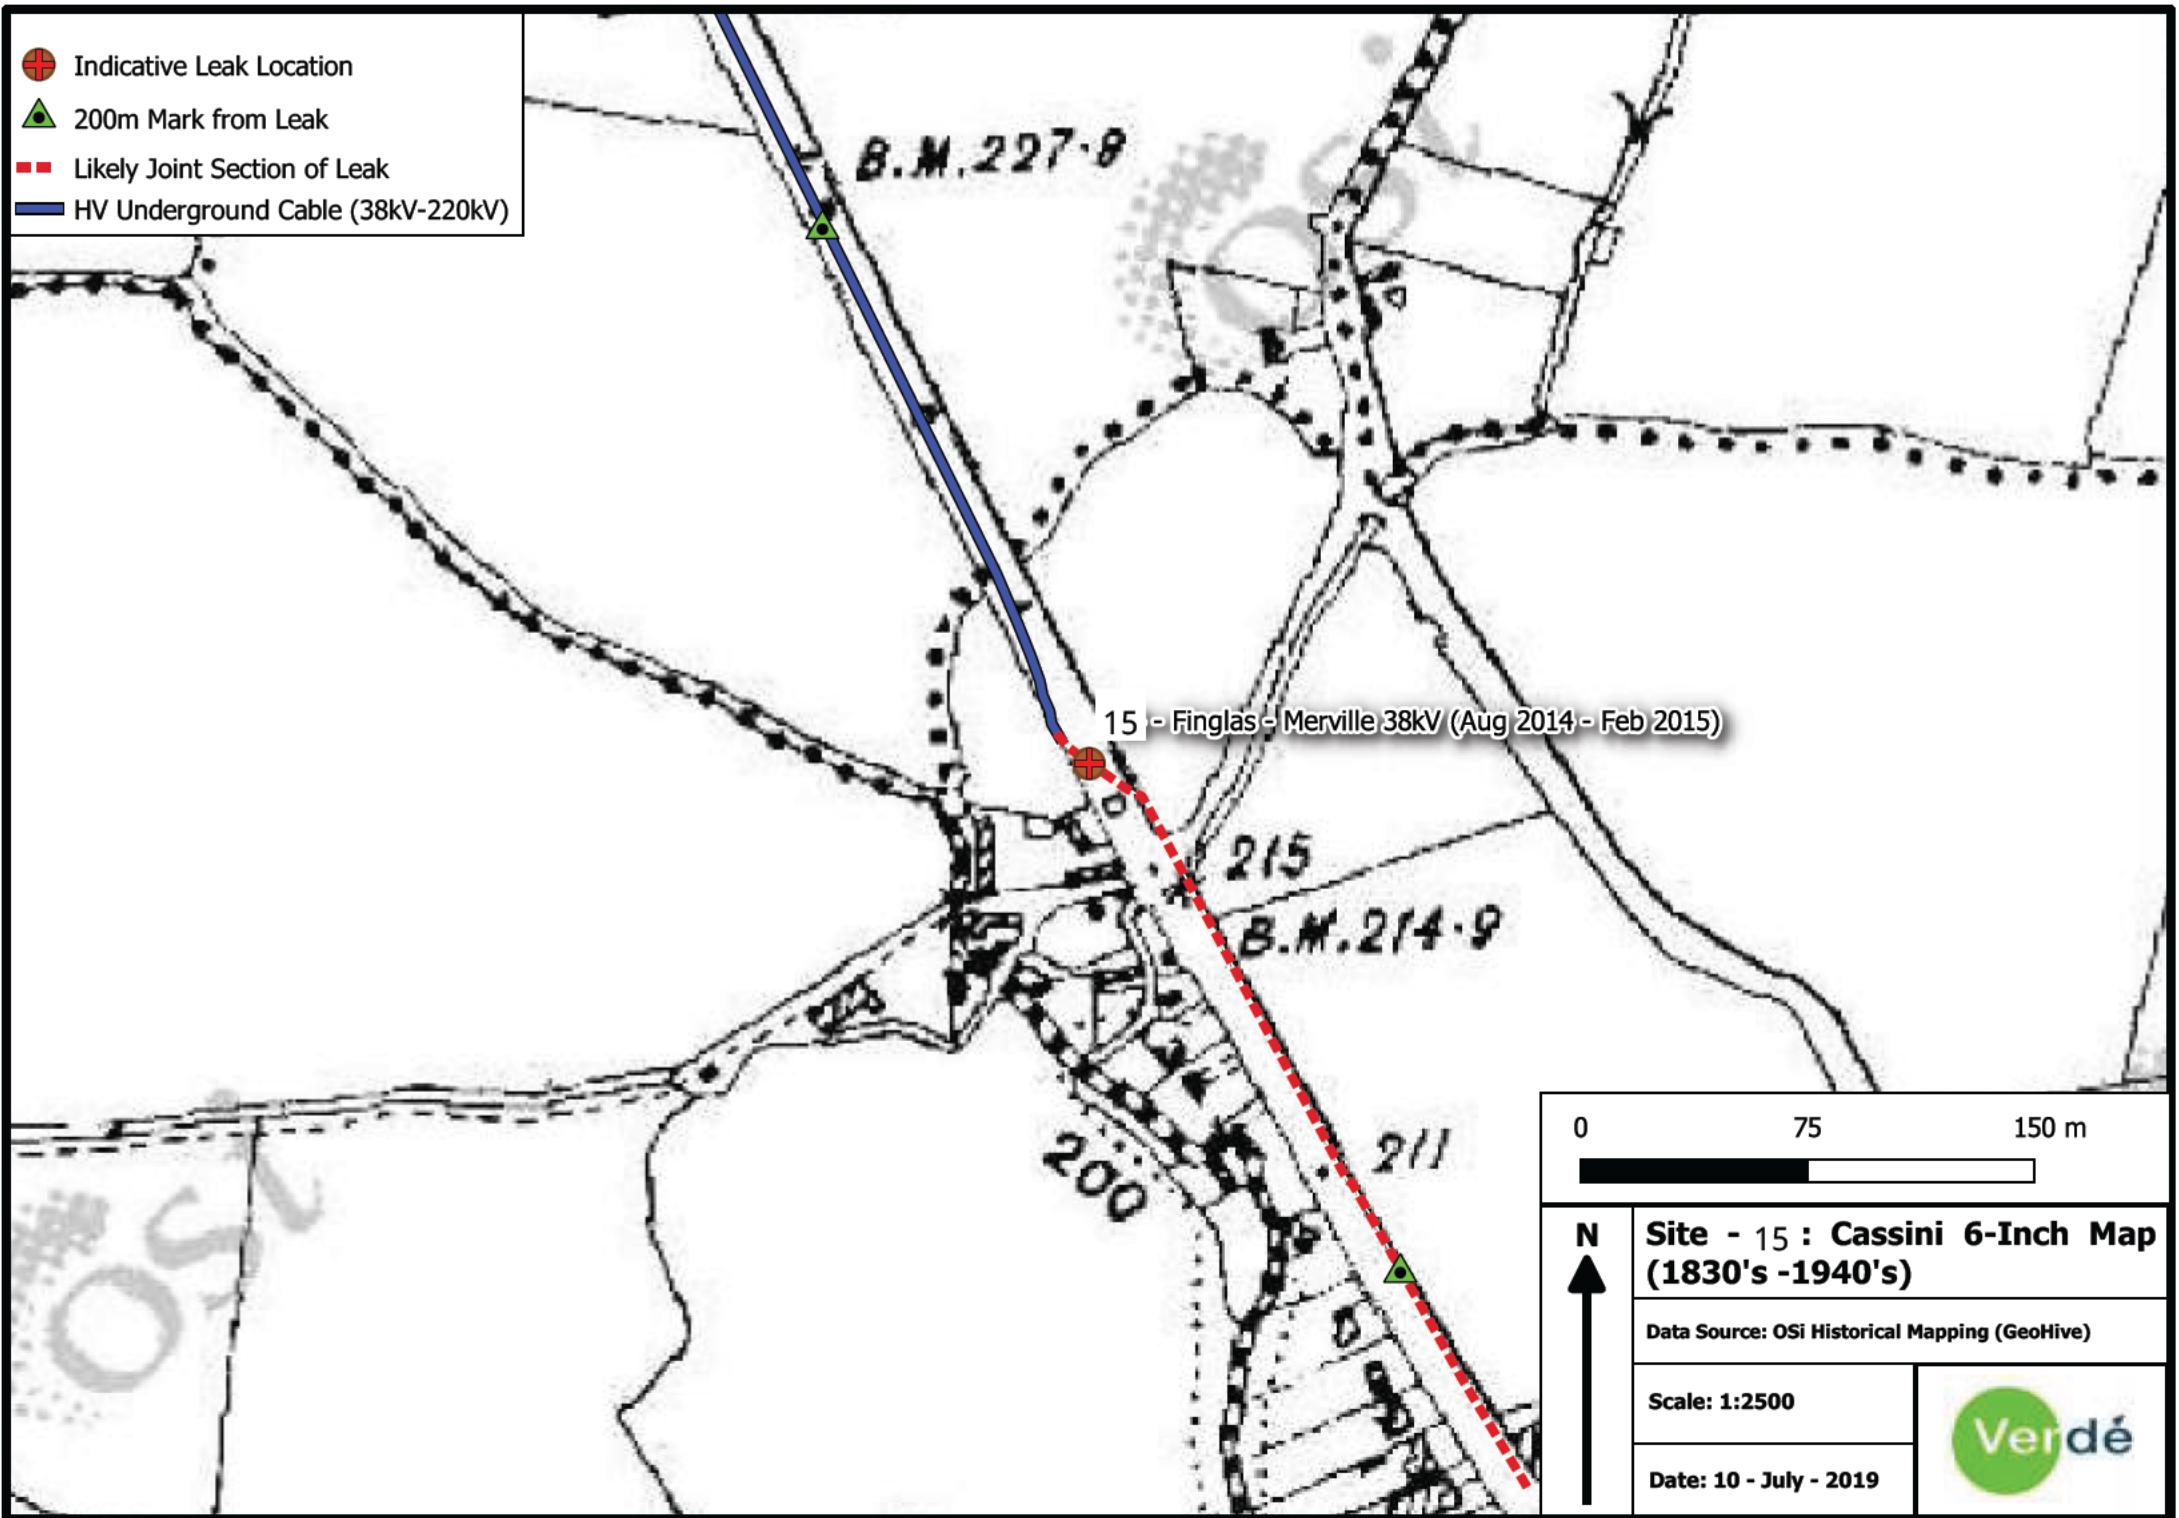 Indicative Leak Location
200m Mark from Leak
Likely Joint Section of Leak
HV Underground Cable (38kV-220kV)
B.M.227·8
OSi
15 - Finglas - Merville 38kV (Aug 2014 - Feb 2015)
215
B.M.214·9
211
200
OSi
0 75 150 m
N
Site - 15 : Cassini 6-Inch Map
(1830's -1940's)
Data Source: OSi Historical Mapping (GeoHive)
Scale: 1:2500
Date: 10 - July - 2019
Verdé